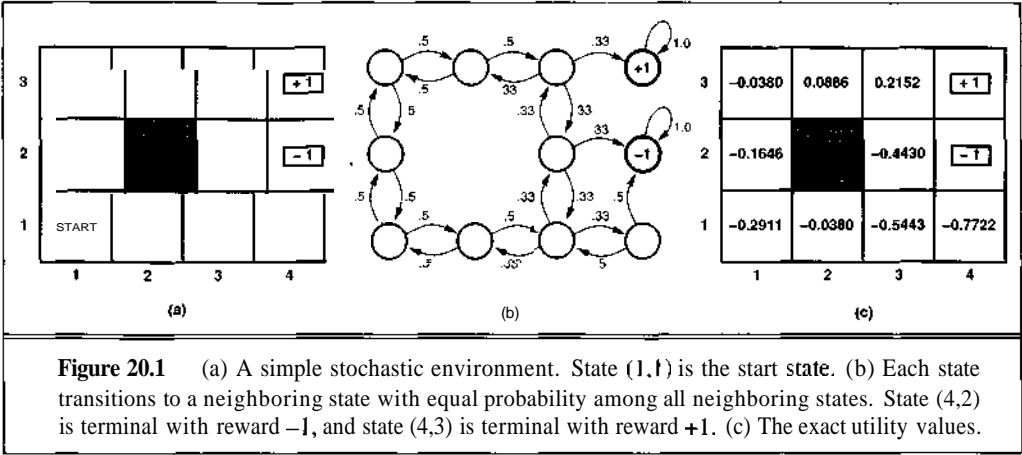 3
+1
2
-1
1
START
1 2 3 4
(a)
.5 .5 .33 1.0
+1
.5 .33
.5 5 .33 33
33 1.0
-1
.5 .5 .33 .33 .5
.5 .5 .33
.5 5
(b)
3 -0.0380 0.0886 0.2152 +1
2 -0.1646 -0.4430 -1
1 -0.2911 -0.0380 -0.5443 -0.7722
1 2 3 4
(c)
Figure 20.1 (a) A simple stochastic environment. State (1,1) is the start state. (b) Each state
transitions to a neighboring state with equal probability among all neighboring states. State (4,2)
is terminal with reward –1, and state (4,3) is terminal with reward +1. (c) The exact utility values.